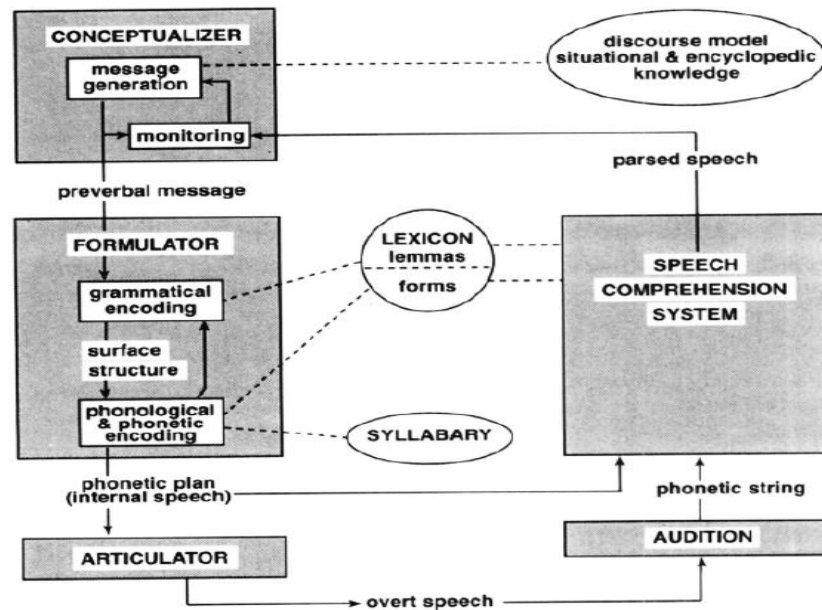 CONCEPTUALIZER
message
generation
monitoring
discourse model
situational & encyclopedic
knowledge
parsed speech
preverbal message
FORMULATOR
grammatical
encoding
surface
structure
phonological
& phonetic
encoding
LEXICON
lemmas
forms
SYLLABARY
SPEECH
COMPREHENSION
SYSTEM
phonetic plan
(internal speech)
phonetic string
ARTICULATOR
AUDITION
overt speech